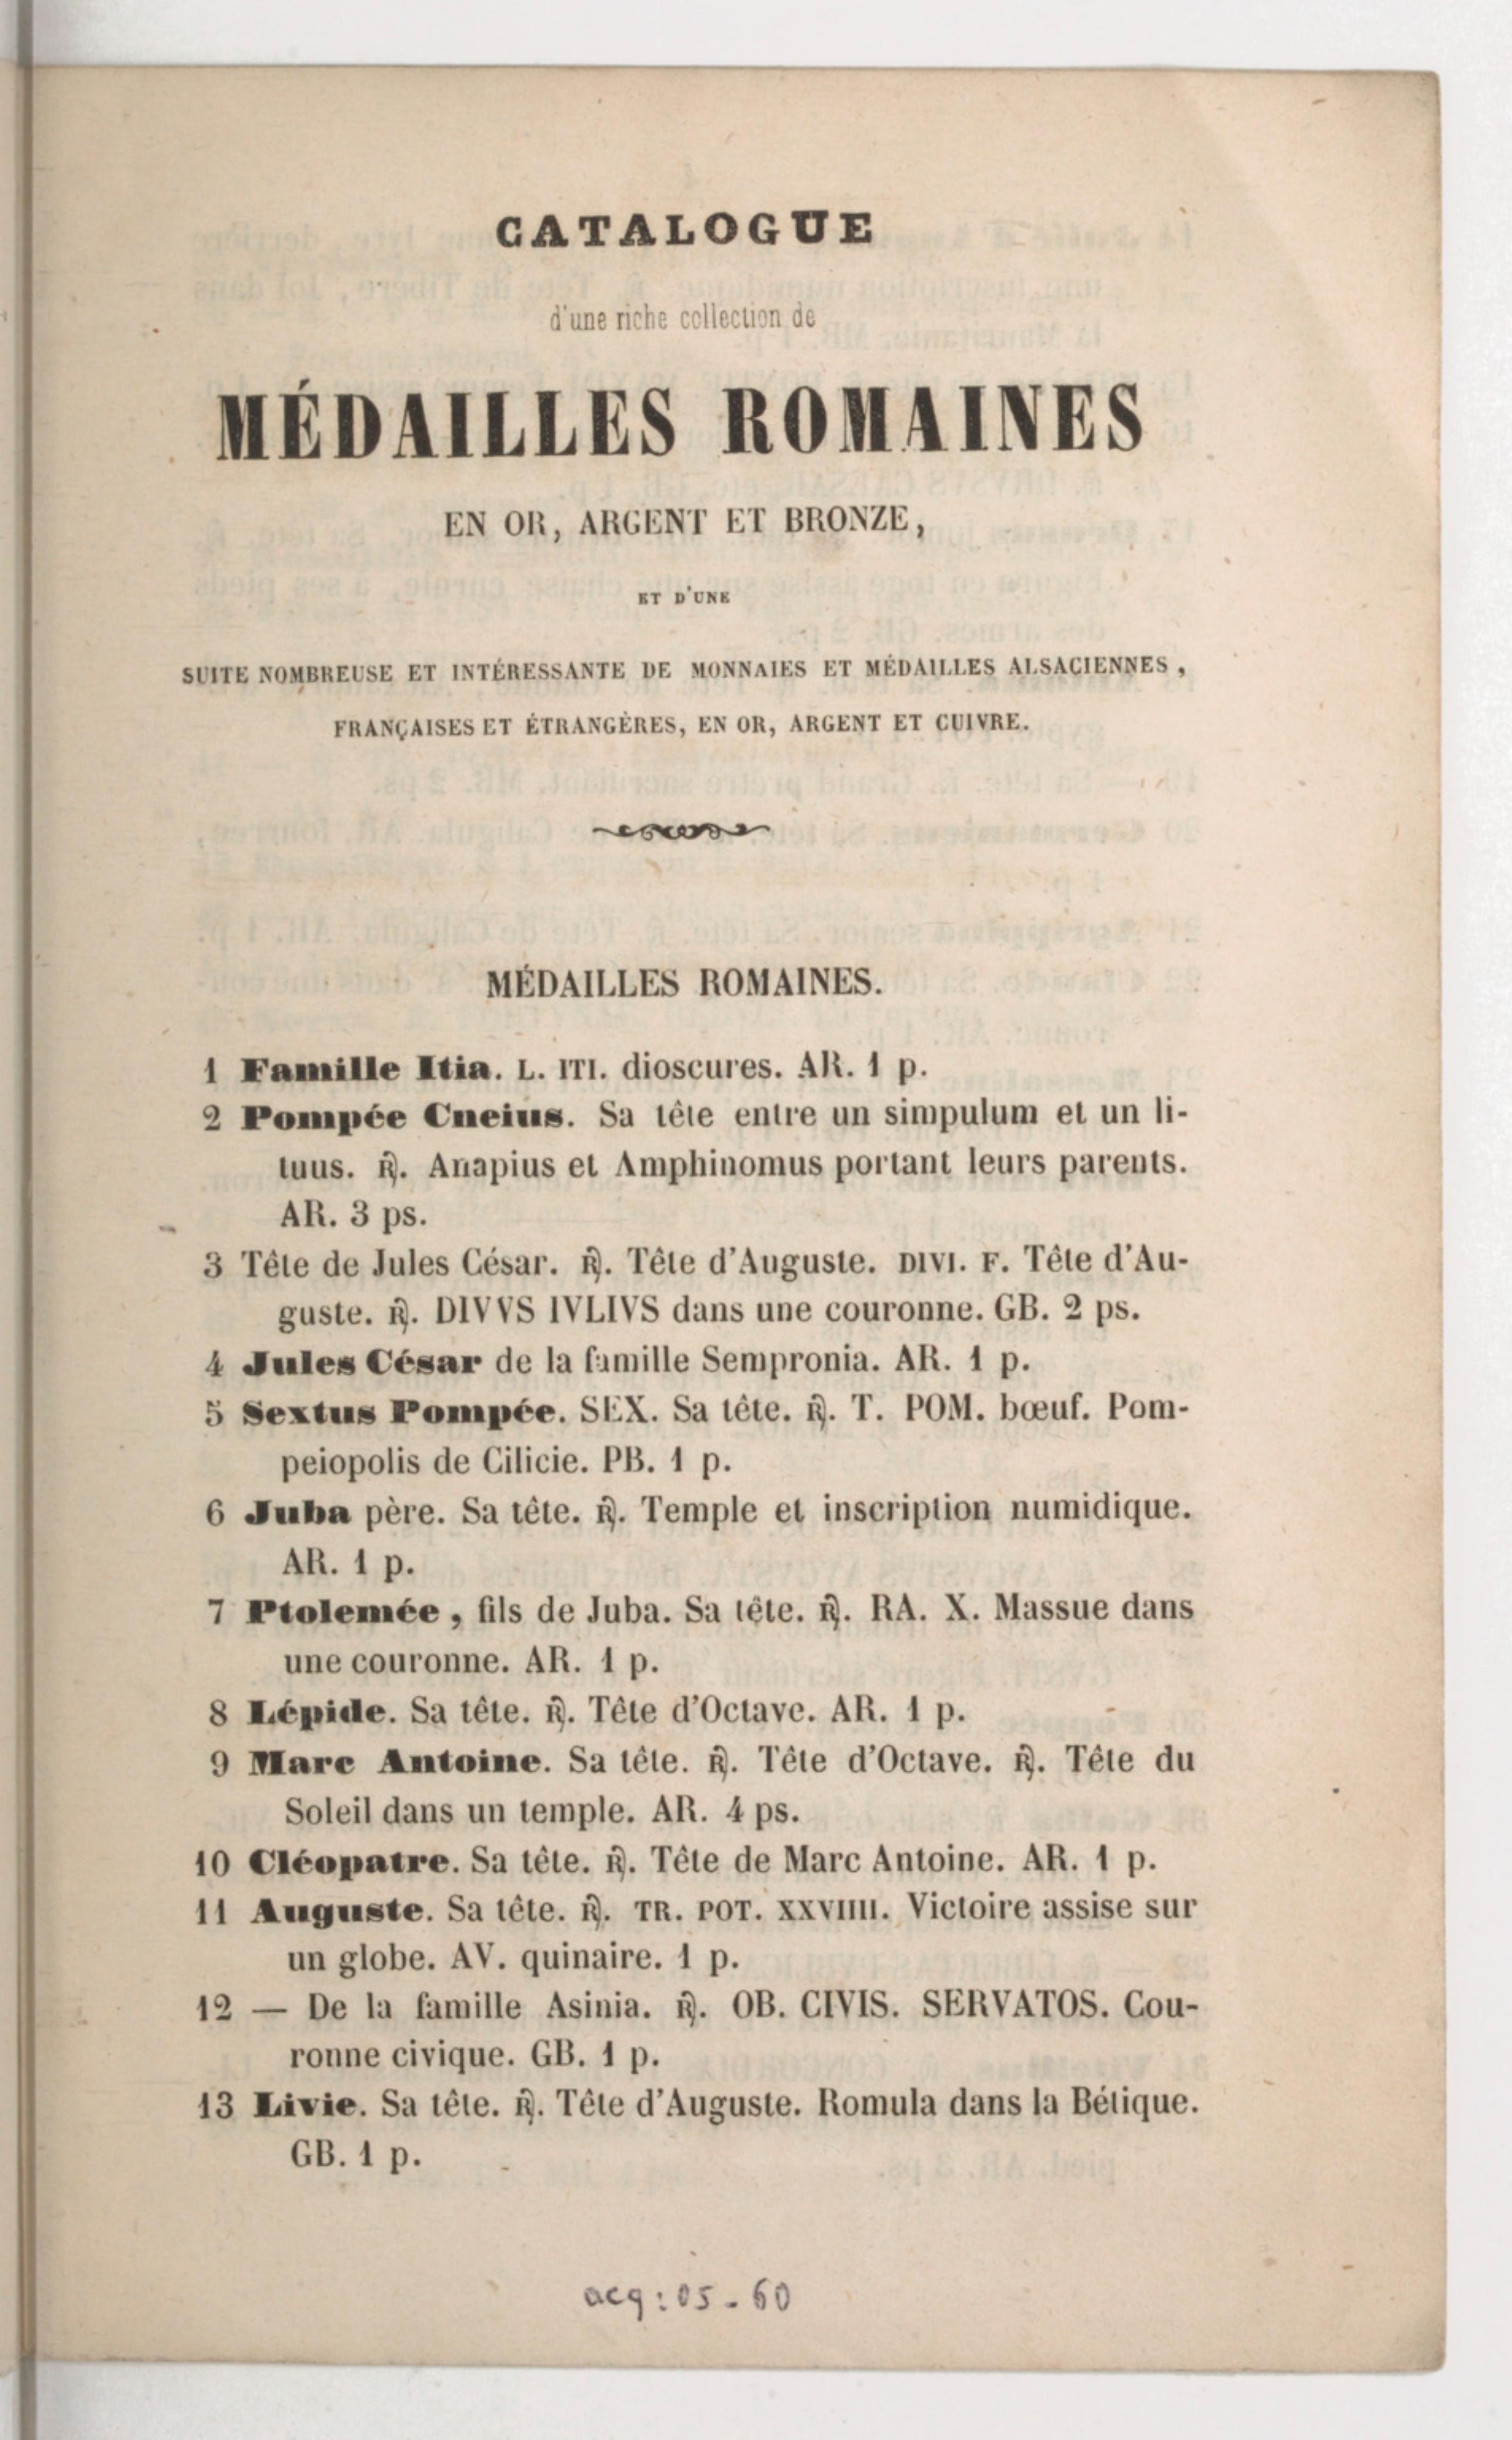 CATALOGUE
d'une riche collection de
MÉDAILLES ROMAINES
EN OR, ARGENT ET BRONZE,
ET D'UNE
SUITE NOMBREUSE ET INTÉRESSANTE DE MONNAIES ET MÉDAILLES ALSACIENNES,
FRANÇAISES ET ÉTRANGÈRES, EN OR, ARGENT ET CUIVRE.
MÉDAILLES ROMAINES.
1 Famille Itia. L. ITI. dioscures. AR. 1 p.
2 Pompée Cneius. Sa tête entre un simpulum et un li-
tuus. ℟. Anapius et Amphinomus portant leurs parents.
AR. 3 ps.
3 Tête de Jules César. ℟. Tête d'Auguste. DIVI. F. Tête d'Au-
guste. ℟. DIVVS IVLIVS dans une couronne. GB. 2 ps.
4 Jules César de la famille Sempronia. AR. 1 p.
5 Sextus Pompée. SEX. Sa tête. ℟. T. POM. bœuf. Pom-
peiopolis de Cilicie. PB. 1 p.
6 Juba père. Sa tête. ℟. Temple et inscription numidique.
AR. 1 p.
7 Ptolemée, fils de Juba. Sa tête. ℟. RA. X. Massue dans
une couronne. AR. 1 p.
8 Lépide. Sa tête. ℟. Tête d'Octave. AR. 1 p.
9 Marc Antoine. Sa tête. ℟. Tête d'Octave. ℟. Tête du
Soleil dans un temple. AR. 4 ps.
10 Cléopatre. Sa tête. ℟. Tête de Marc Antoine. AR. 1 p.
11 Auguste. Sa tête. ℟. TR. POT. XXVIIII. Victoire assise sur
un globe. AV. quinaire. 1 p.
12 — De la famille Asinia. ℟. OB. CIVIS. SERVATOS. Cou-
ronne civique. GB. 1 p.
13 Livie. Sa tête. ℟. Tête d'Auguste. Romula dans la Bétique.
GB. 1 p.
acq: 05-60